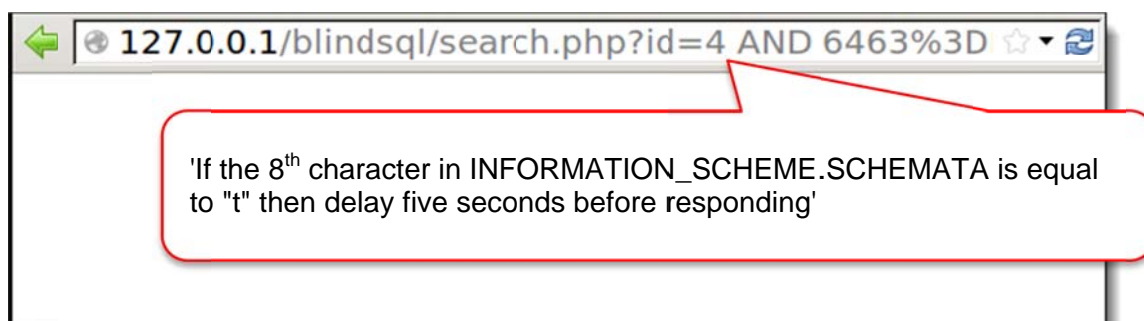 127.0.0.1/blindsql/search.php?id=4 AND 6463%3D
'If the 8th character in INFORMATION_SCHEME.SCHEMATA is equal
to "t" then delay five seconds before responding'